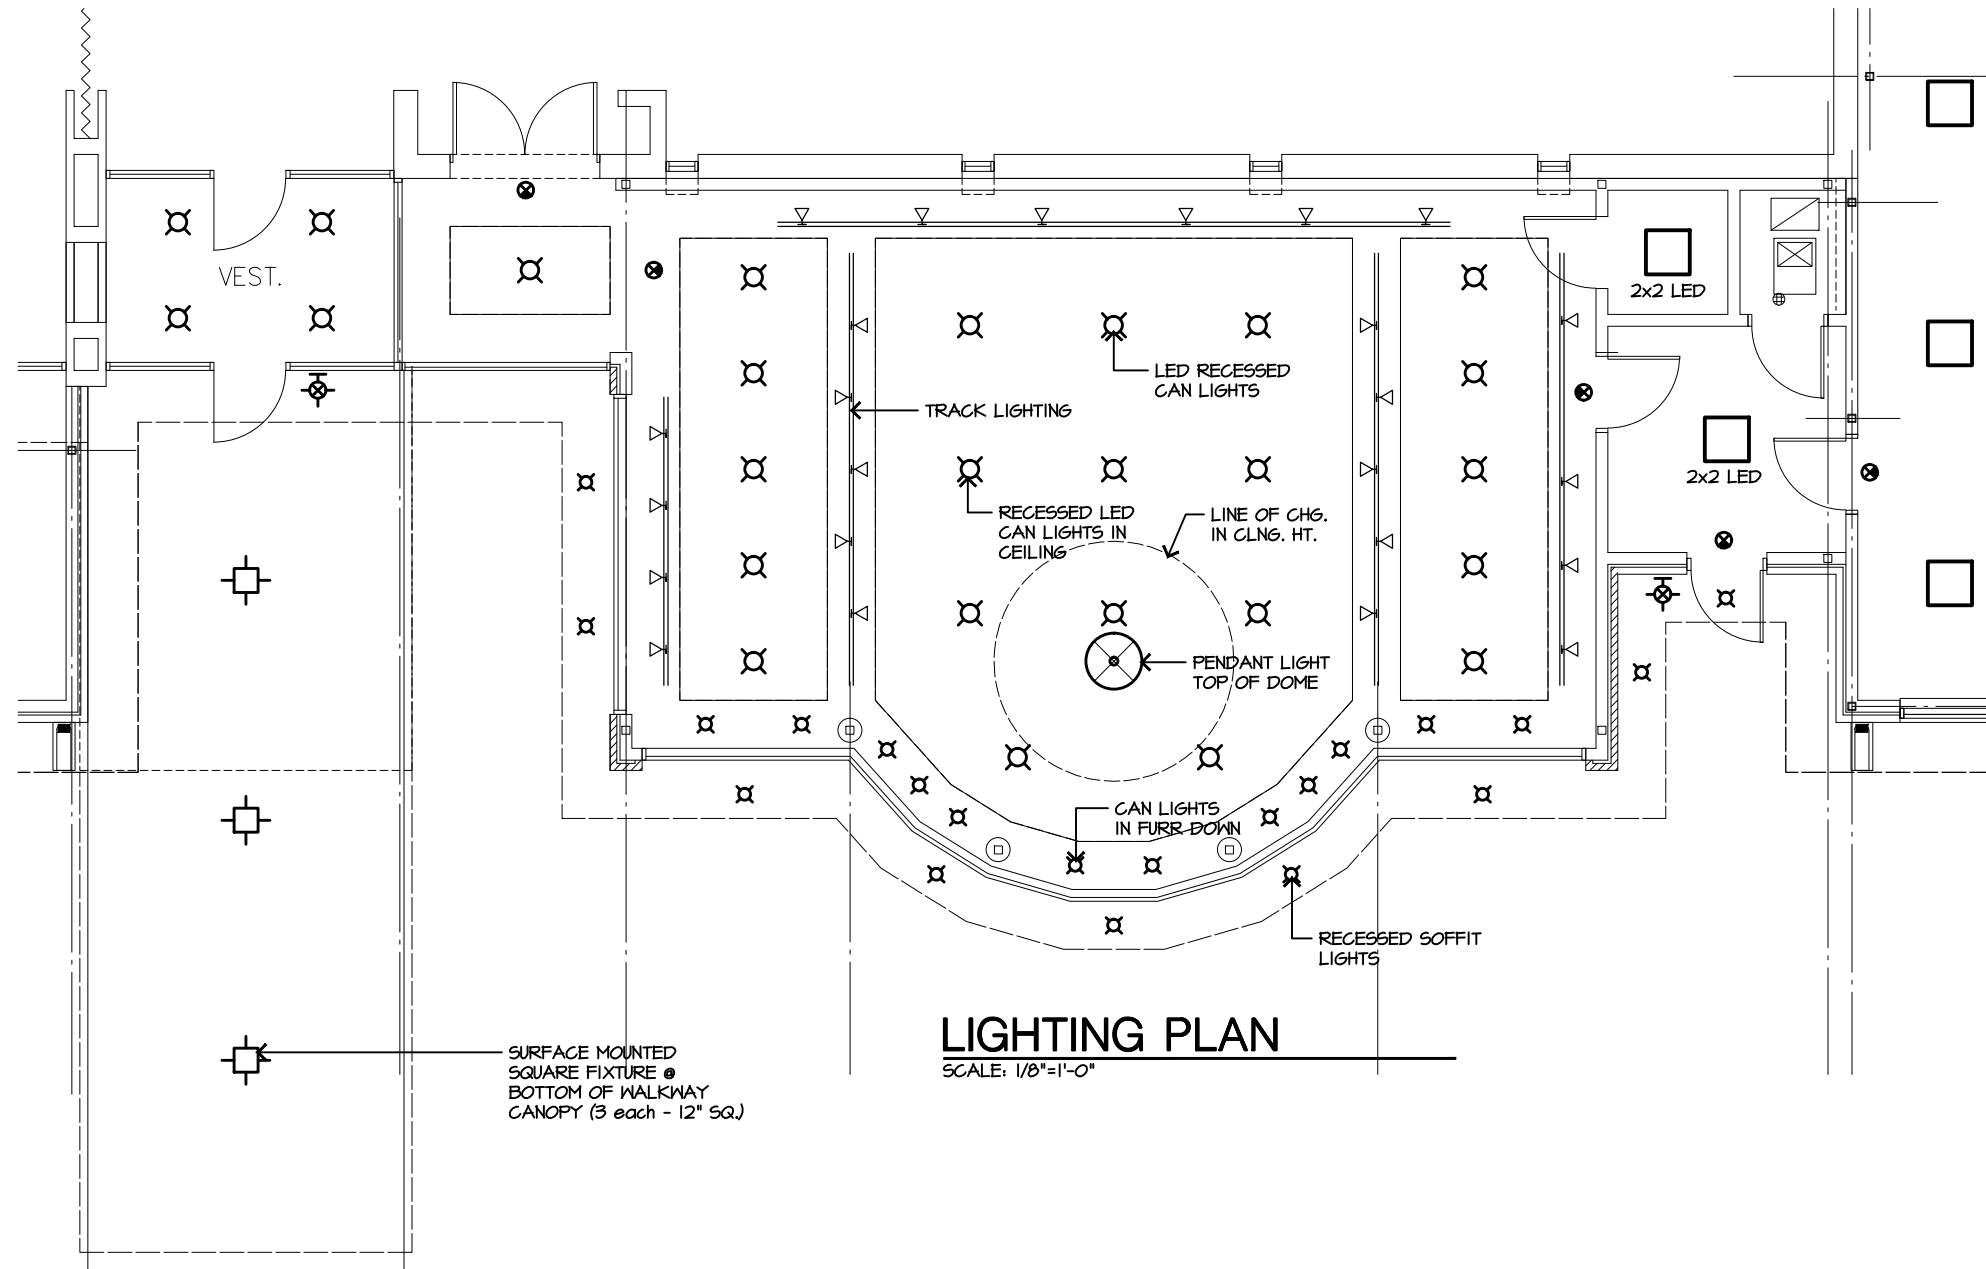 VEST.
2x2 LED
LED RECESSED
CAN LIGHTS
TRACK LIGHTING
2x2 LED
RECESSED LED
CAN LIGHTS IN
CEILING
LINE OF CHG.
IN CLNG. HT.
PENDANT LIGHT
TOP OF DOME
CAN LIGHTS
IN FURR DOWN
RECESSED SOFFIT
LIGHTS
LIGHTING PLAN
SCALE: 1/8"=1'-0"
SURFACE MOUNTED
SQUARE FIXTURE @
BOTTOM OF WALKWAY
CANOPY (3 each - 12" SQ.)